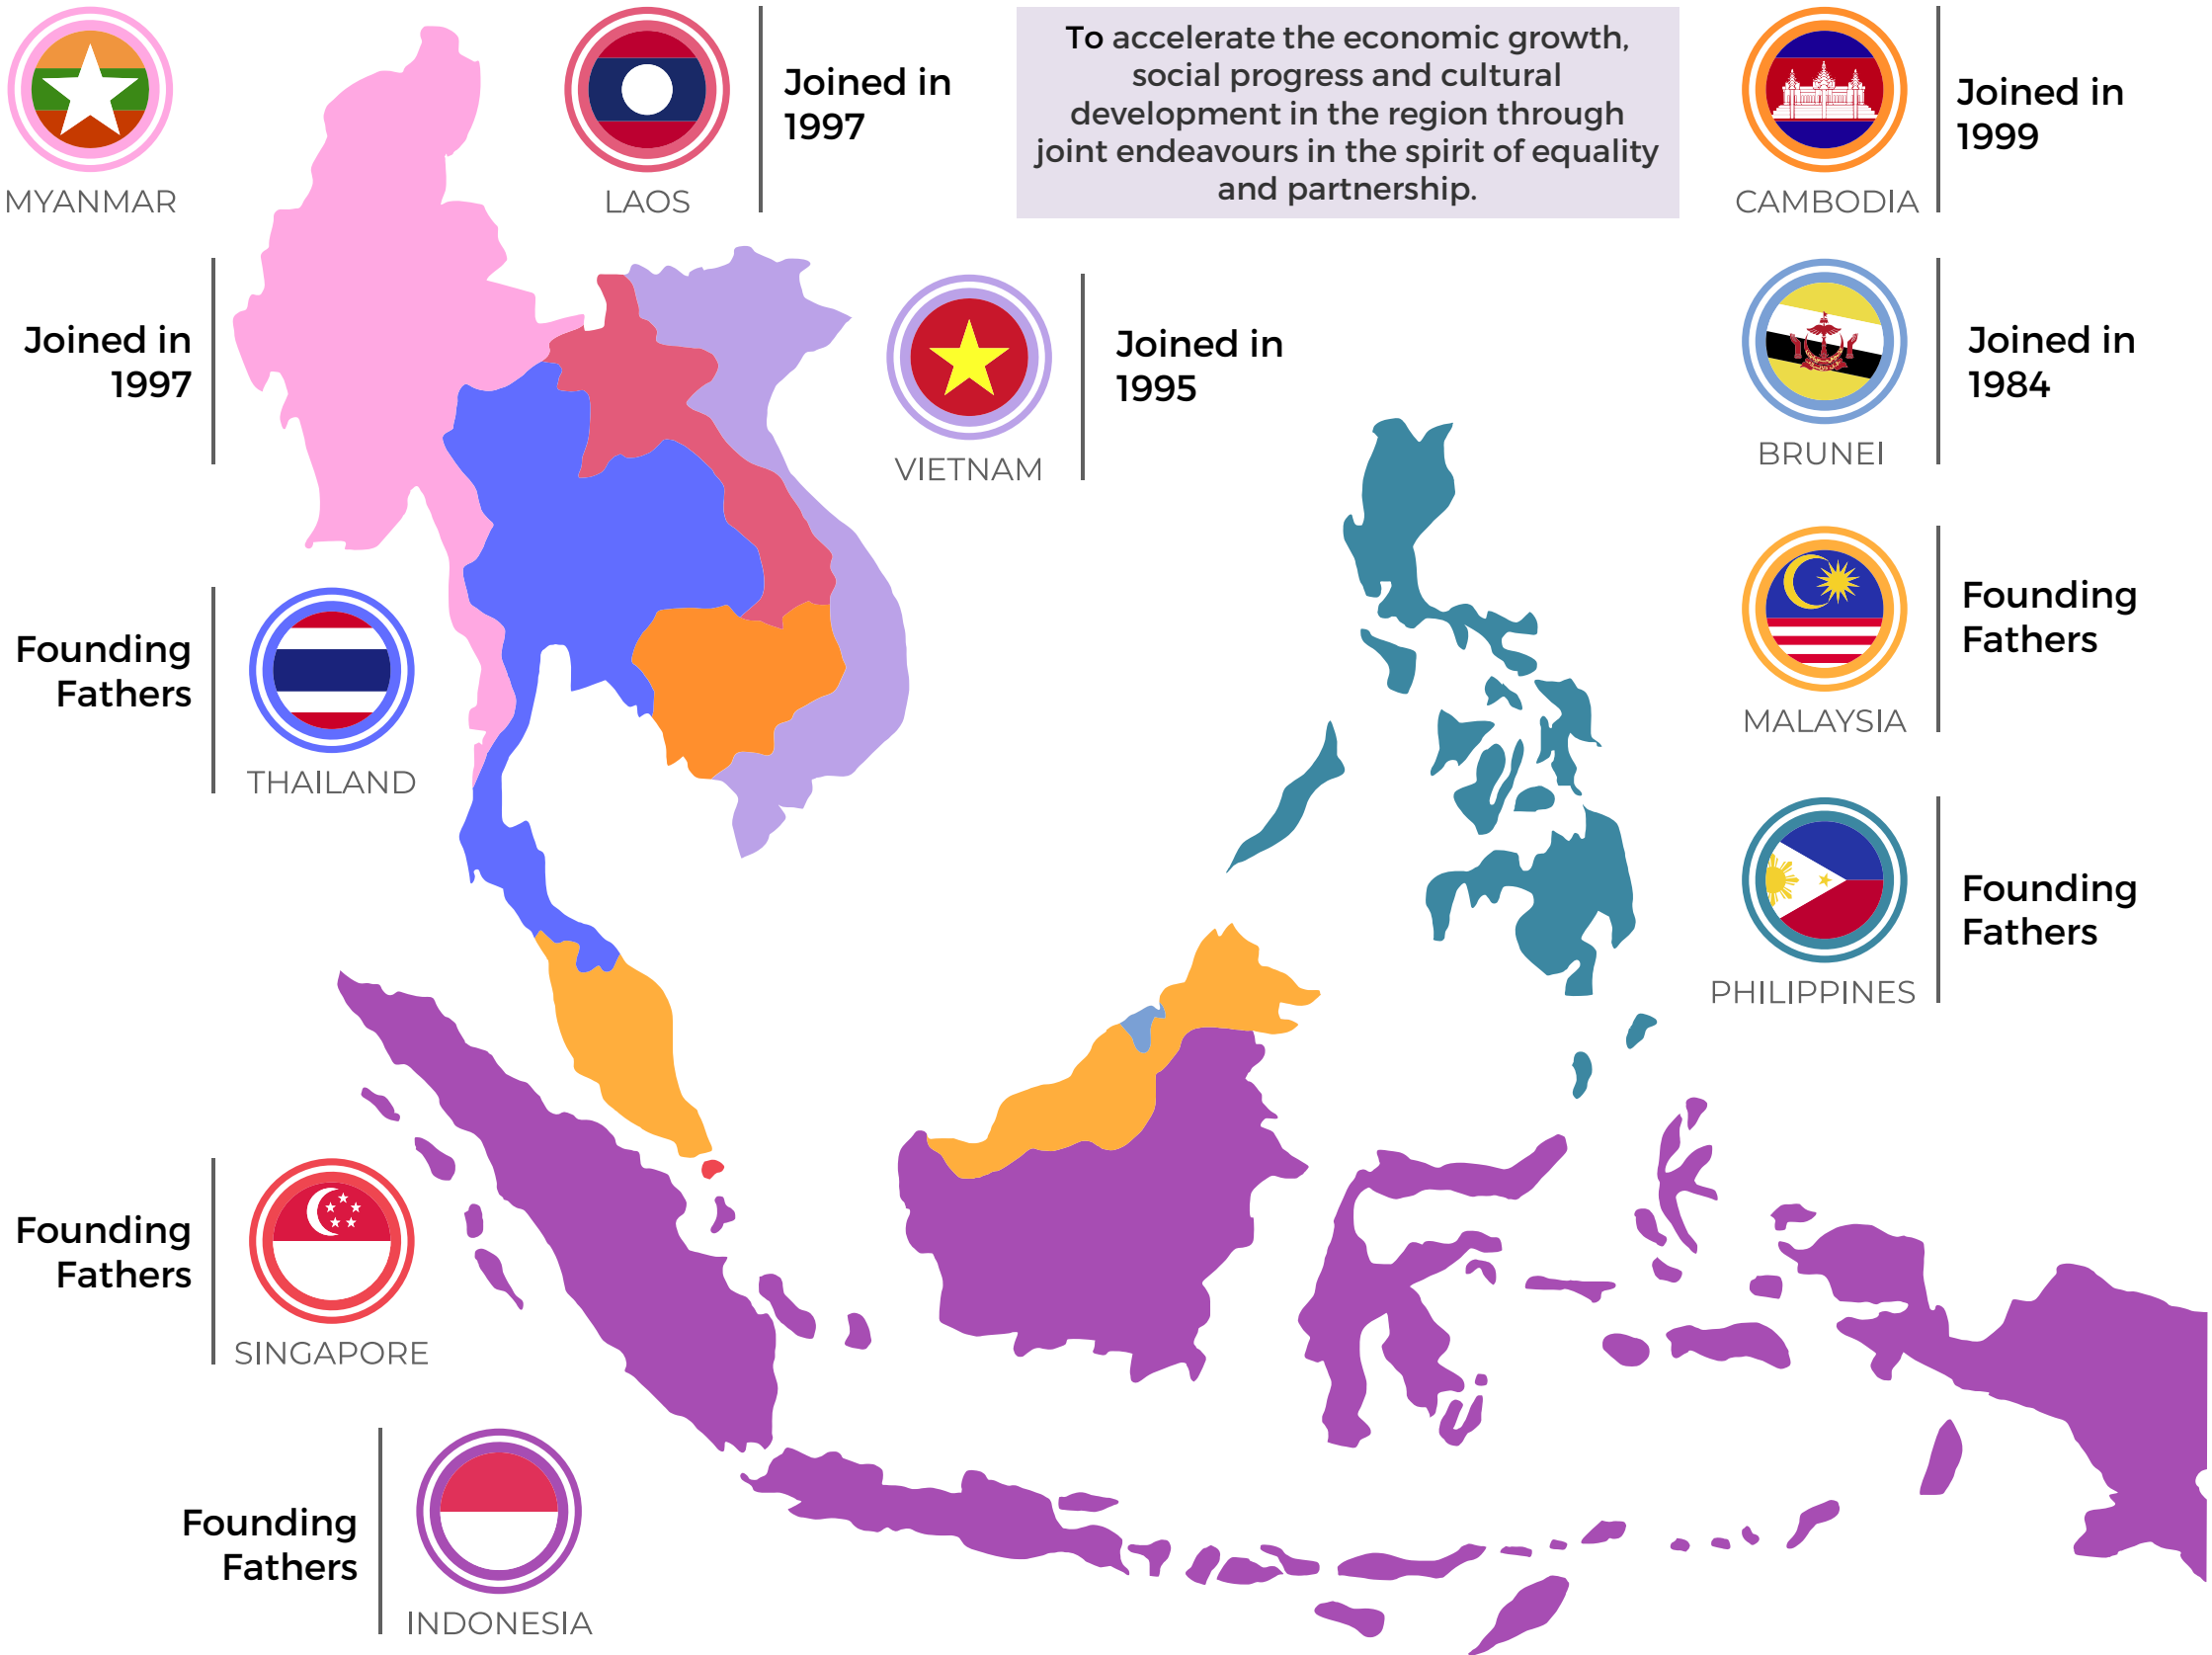 MYANMAR
Joined in
1997
LAOS
Joined in
1997
To accelerate the economic growth,
social progress and cultural
development in the region through
joint endeavours in the spirit of equality
and partnership.
CAMBODIA
Joined in
1999
VIETNAM
Joined in
1995
BRUNEI
Joined in
1984
Founding
Fathers
THAILAND
MALAYSIA
Founding
Fathers
PHILIPPINES
Founding
Fathers
Founding
Fathers
SINGAPORE
Founding
Fathers
INDONESIA